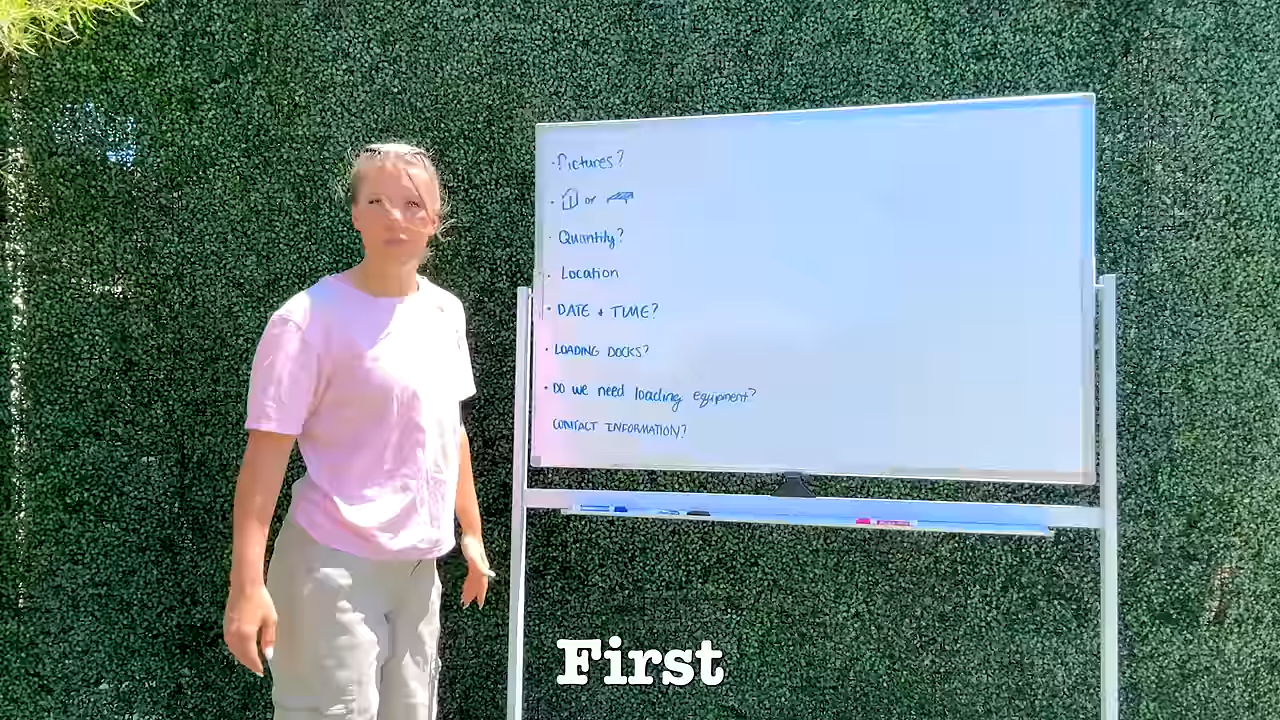 · Pictures?
· or
· Quantity?
· Location
· DATE + TIME?
· LOADING DOCKS?
· DO we need loading equipment?
CONTACT INFORMATION?
First